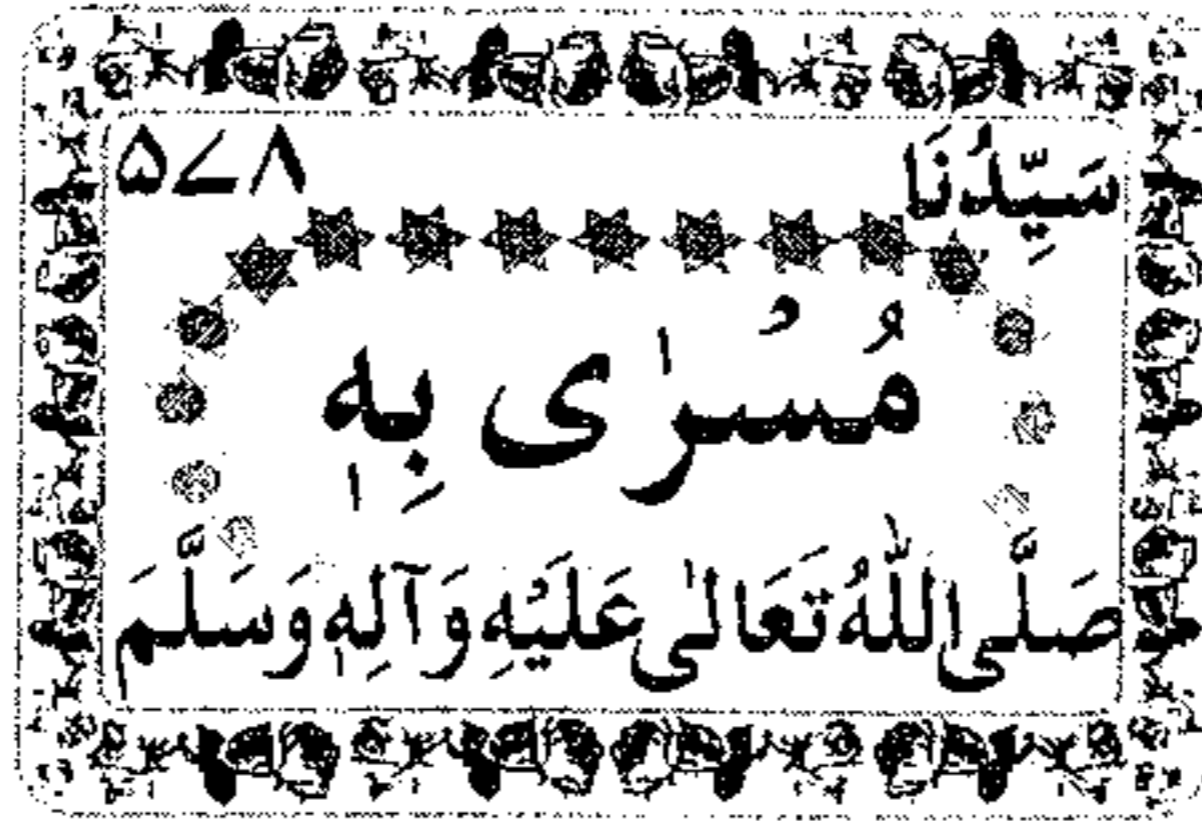 سَيِّدُنَا ۵۷۸
مُسْرٰی بِهٖ
صَلَّی اللّٰهُ تَعَالٰی عَلَيْهِ وَآلِهٖ وَسَلَّمَ